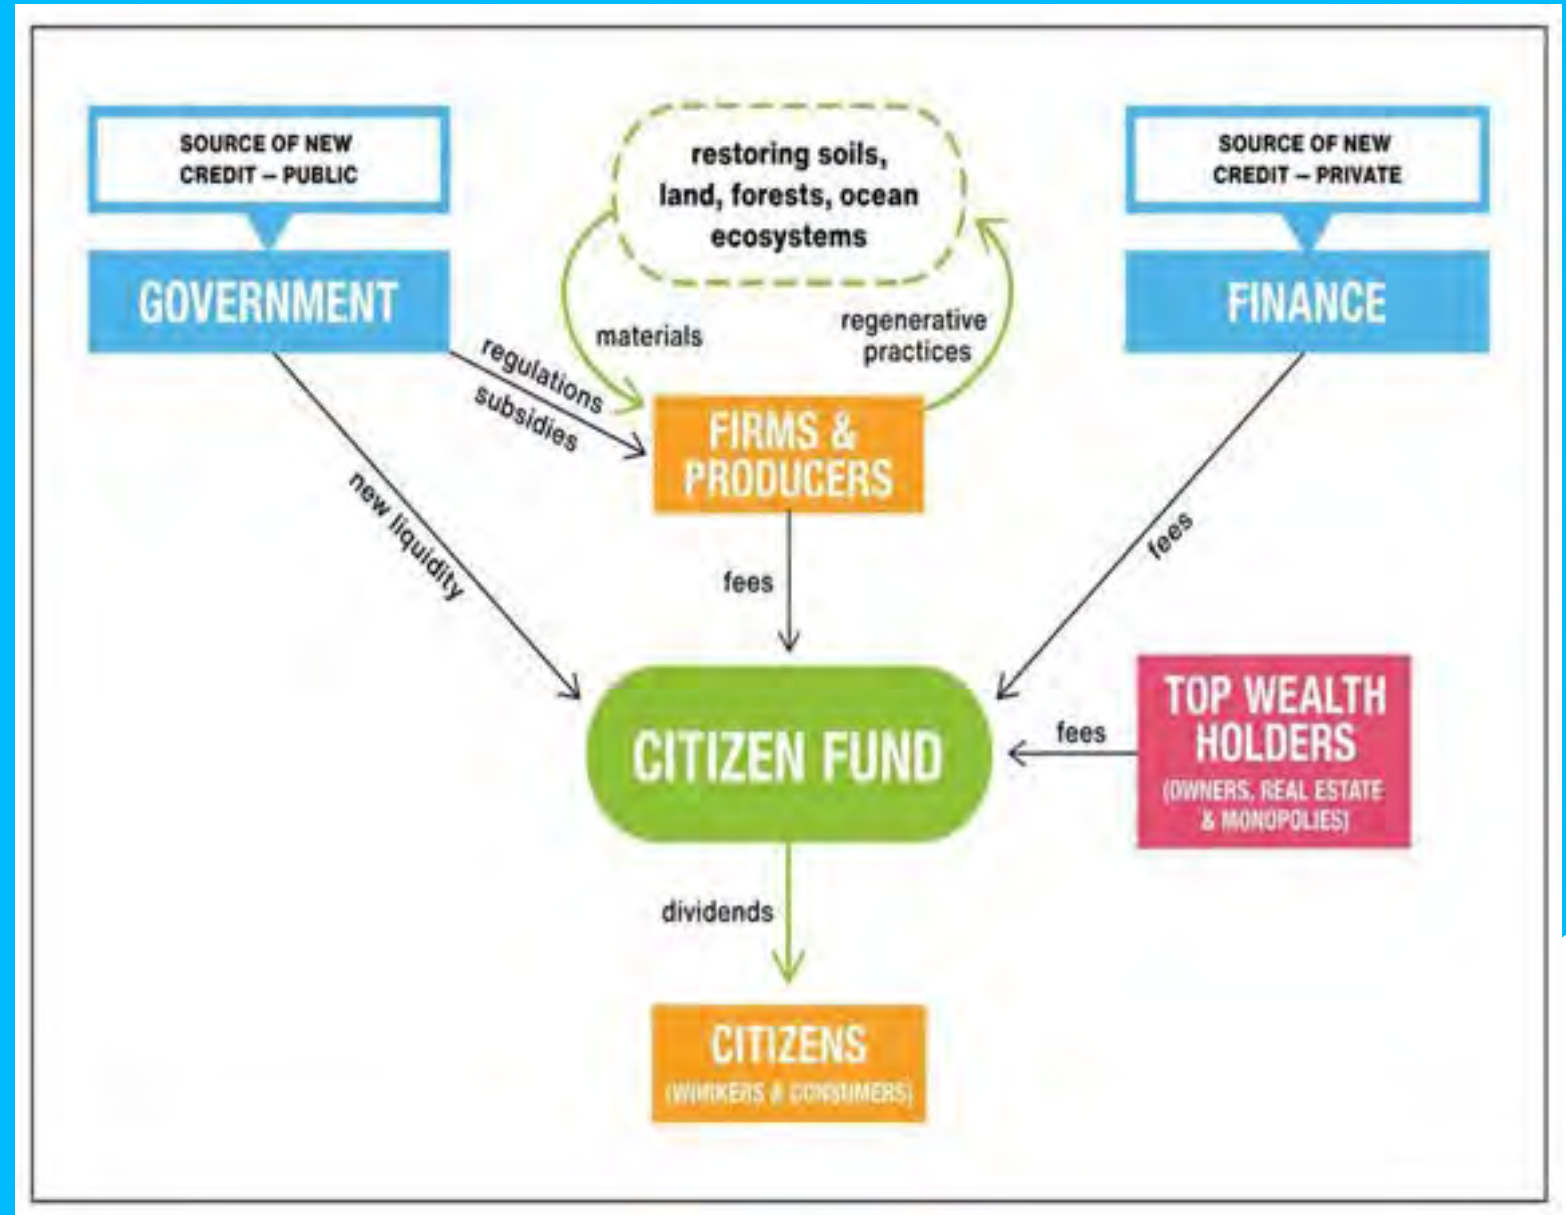 SOURCE OF NEW
CREDIT – PUBLIC
GOVERNMENT
restoring soils,
land, forests, ocean
ecosystems
SOURCE OF NEW
CREDIT – PRIVATE
FINANCE
materials
regenerative
practices
regulations
subsidies
FIRMS &
PRODUCERS
new liquidity
fees
fees
CITIZEN FUND
fees
TOP WEALTH
HOLDERS
(OWNERS, REAL ESTATE
& MONOPOLIES)
dividends
CITIZENS
(WORKERS & CONSUMERS)